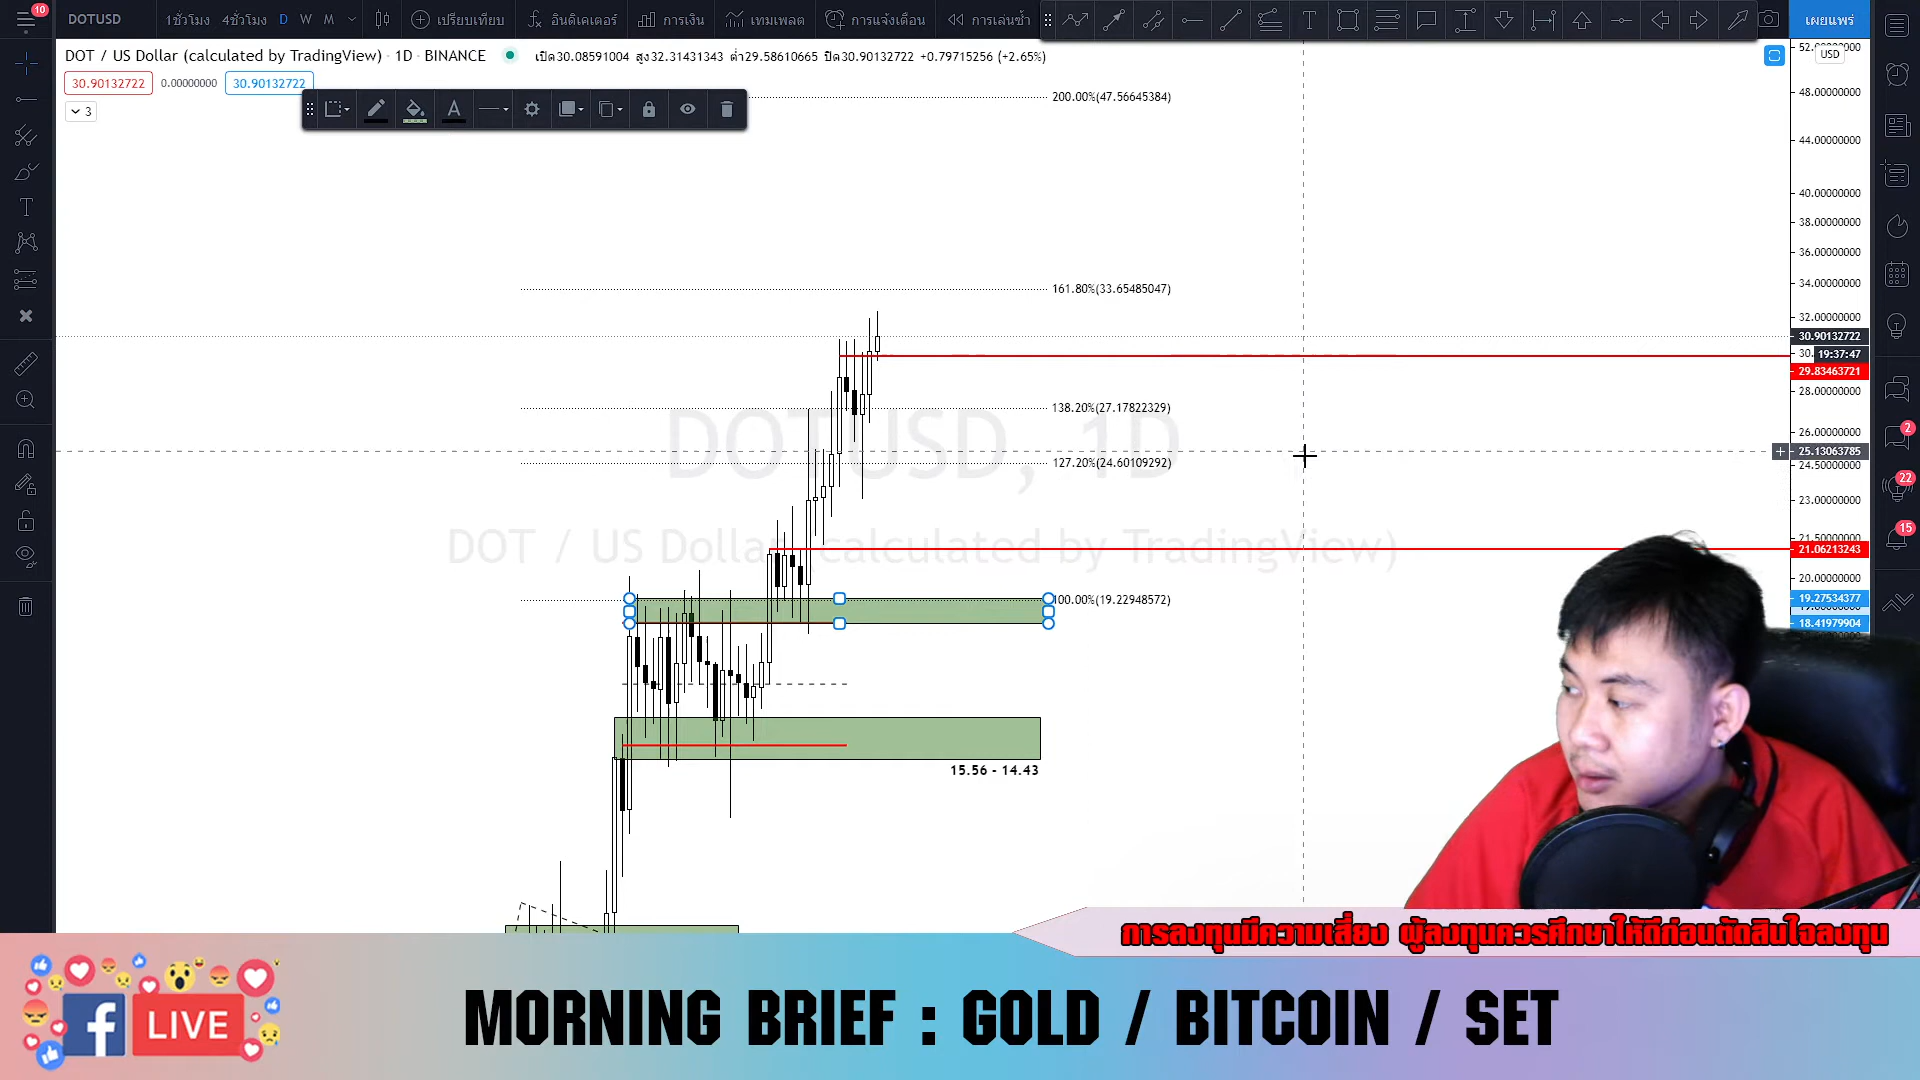 10
DOTUSD
1ชั่วโมง
4ชั่วโมง
D
W
M
เปรียบเทียบ
อินดิเคเตอร์
การเงิน
เทมเพลต
การแจ้งเตือน
การเล่นซ้ำ
เผยแพร่
DOT / US Dollar (calculated by TradingView) · 1D · BINANCE
เปิด30.08591004 สูง32.31431343 ต่ำ29.58610665 ปิด30.90132722 +0.79715256 (+2.65%)
30.90132722
0.00000000
30.90132722
3
USD
48.00000000
44.00000000
40.00000000
38.00000000
36.00000000
34.00000000
32.00000000
30.90132722
30.
19:37:47
29.83463721
28.00000000
26.00000000
25.13063785
24.50000000
23.00000000
21.50000000
21.06213243
20.00000000
19.27534377
18.41979904
200.00%(47.56645384)
161.80%(33.65485047)
138.20%(27.17822329)
127.20%(24.60109292)
100.00%(19.22948572)
DOTUSD, 1D
DOT / US Dollar (calculated by TradingView)
15.56 - 14.43
2
22
15
การลงทุนมีความเสี่ยง ผู้ลงทุนควรศึกษาให้ดีก่อนตัดสินใจลงทุน
f LIVE
MORNING BRIEF : GOLD / BITCOIN / SET